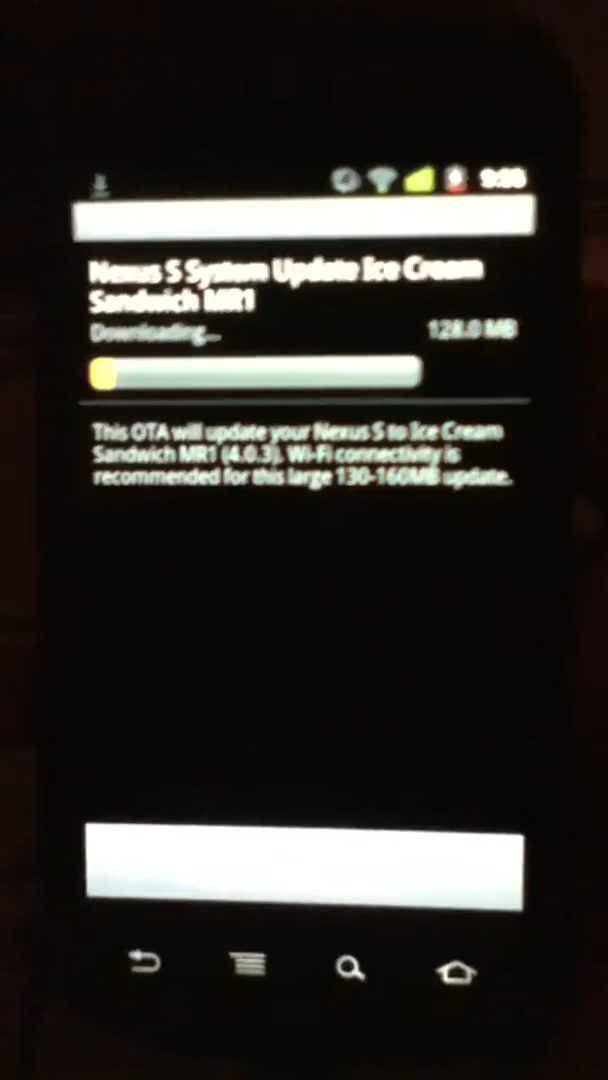 Nexus S System Update Ice Cream
Sandwich MR1
Downloading...
128.0 MB
This OTA will update your Nexus S to Ice Cream
Sandwich MR1 (4.0.3). Wi-Fi connectivity is
recommended for this large 130-160MB update.